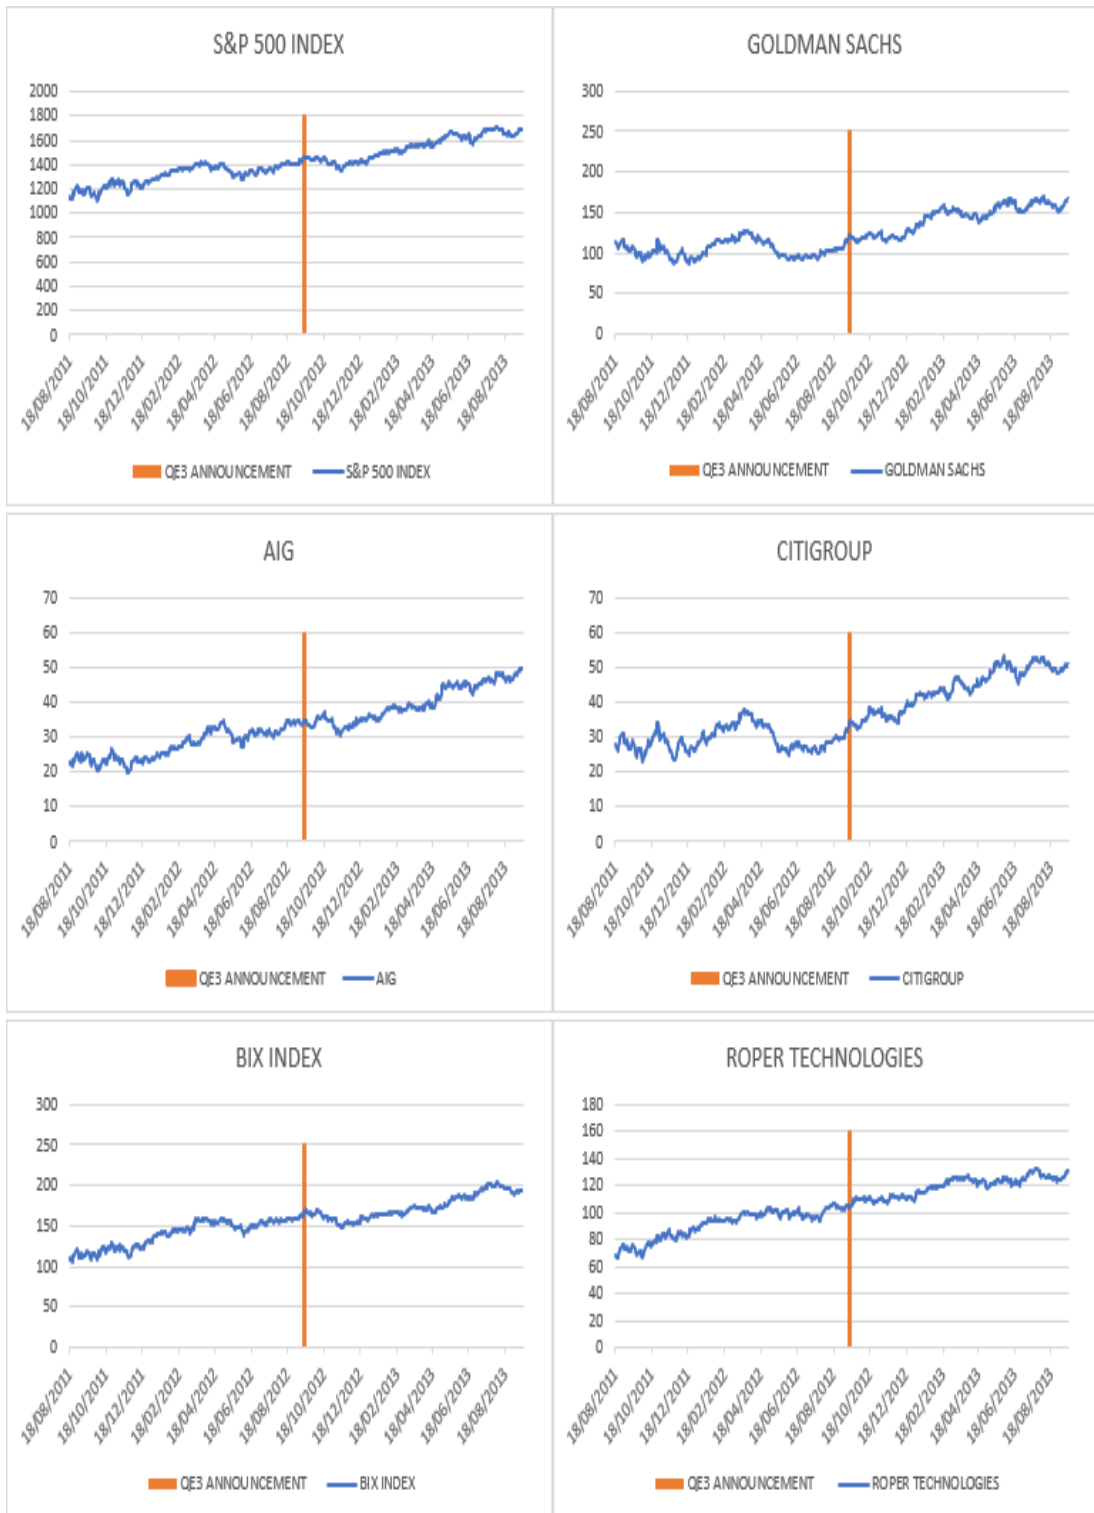 S&P 500 INDEX
2000
1800
1600
1400
1200
1000
800
600
400
200
0
18/08/2011 18/10/2011 18/12/2011 18/02/2012 18/04/2012 18/06/2012 18/08/2012 18/10/2012 18/12/2012 18/02/2013 18/04/2013 18/06/2013 18/08/2013
QE3 ANNOUNCEMENT S&P 500 INDEX
GOLDMAN SACHS
300
250
200
150
100
50
0
18/08/2011 18/10/2011 18/12/2011 18/02/2012 18/04/2012 18/06/2012 18/08/2012 18/10/2012 18/12/2012 18/02/2013 18/04/2013 18/06/2013 18/08/2013
QE3 ANNOUNCEMENT GOLDMAN SACHS
AIG
70
60
50
40
30
20
10
0
18/08/2011 18/10/2011 18/12/2011 18/02/2012 18/04/2012 18/06/2012 18/08/2012 18/10/2012 18/12/2012 18/02/2013 18/04/2013 18/06/2013 18/08/2013
QE3 ANNOUNCEMENT AIG
CITIGROUP
70
60
50
40
30
20
10
0
18/08/2011 18/10/2011 18/12/2011 18/02/2012 18/04/2012 18/06/2012 18/08/2012 18/10/2012 18/12/2012 18/02/2013 18/04/2013 18/06/2013 18/08/2013
QE3 ANNOUNCEMENT CITIGROUP
BIX INDEX
300
250
200
150
100
50
0
18/08/2011 18/10/2011 18/12/2011 18/02/2012 18/04/2012 18/06/2012 18/08/2012 18/10/2012 18/12/2012 18/02/2013 18/04/2013 18/06/2013 18/08/2013
QE3 ANNOUNCEMENT BIX INDEX
ROPER TECHNOLOGIES
180
160
140
120
100
80
60
40
20
0
18/08/2011 18/10/2011 18/12/2011 18/02/2012 18/04/2012 18/06/2012 18/08/2012 18/10/2012 18/12/2012 18/02/2013 18/04/2013 18/06/2013 18/08/2013
QE3 ANNOUNCEMENT ROPER TECHNOLOGIES